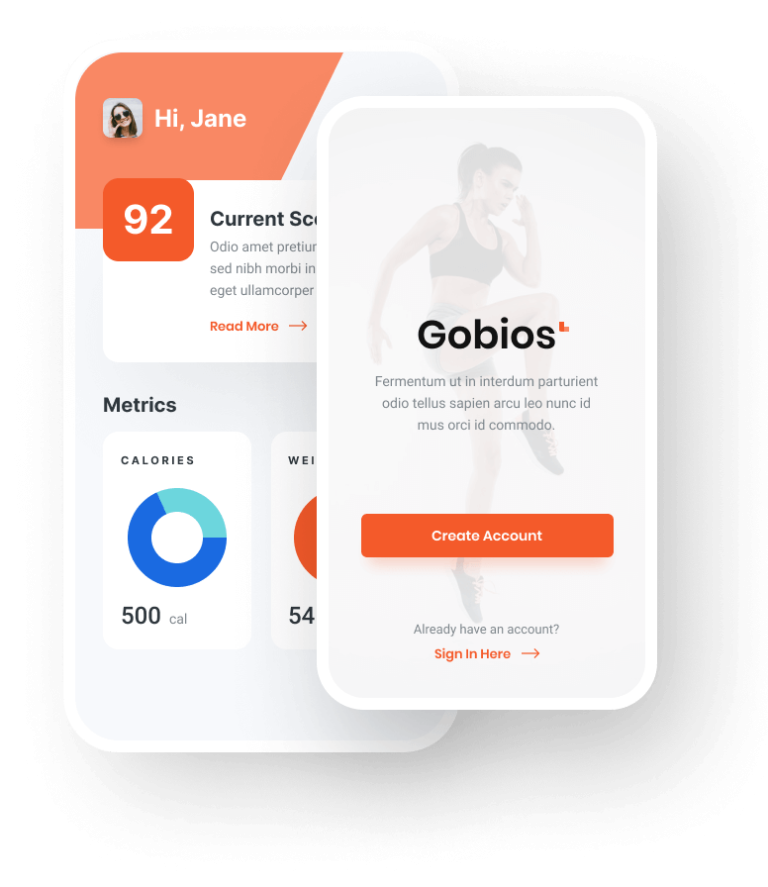 Hi, Jane
92
Current Sco
Odio amet pretiu
sed nibh morbi in
eget ullamcorper
Read More
Metrics
CALORIES
500 cal
WEI
54
Gobios
Fermentum ut in interdum parturient
odio tellus sapien arcu leo nunc id
mus orci id commodo.
Create Account
Already have an account?
Sign In Here